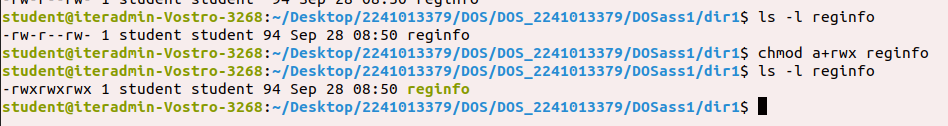 -rw-r--rw- 1 student student 94 Sep 28 08:50 reginfo
student@iteradmin-Vostro-3268:~/Desktop/2241013379/DOS/DOS_2241013379/DOSass1/dir1$ ls -l reginfo
-rw-r--rw- 1 student student 94 Sep 28 08:50 reginfo
student@iteradmin-Vostro-3268:~/Desktop/2241013379/DOS/DOS_2241013379/DOSass1/dir1$ chmod a+rwx reginfo
student@iteradmin-Vostro-3268:~/Desktop/2241013379/DOS/DOS_2241013379/DOSass1/dir1$ ls -l reginfo
-rwxrwxrwx 1 student student 94 Sep 28 08:50 reginfo
student@iteradmin-Vostro-3268:~/Desktop/2241013379/DOS/DOS_2241013379/DOSass1/dir1$